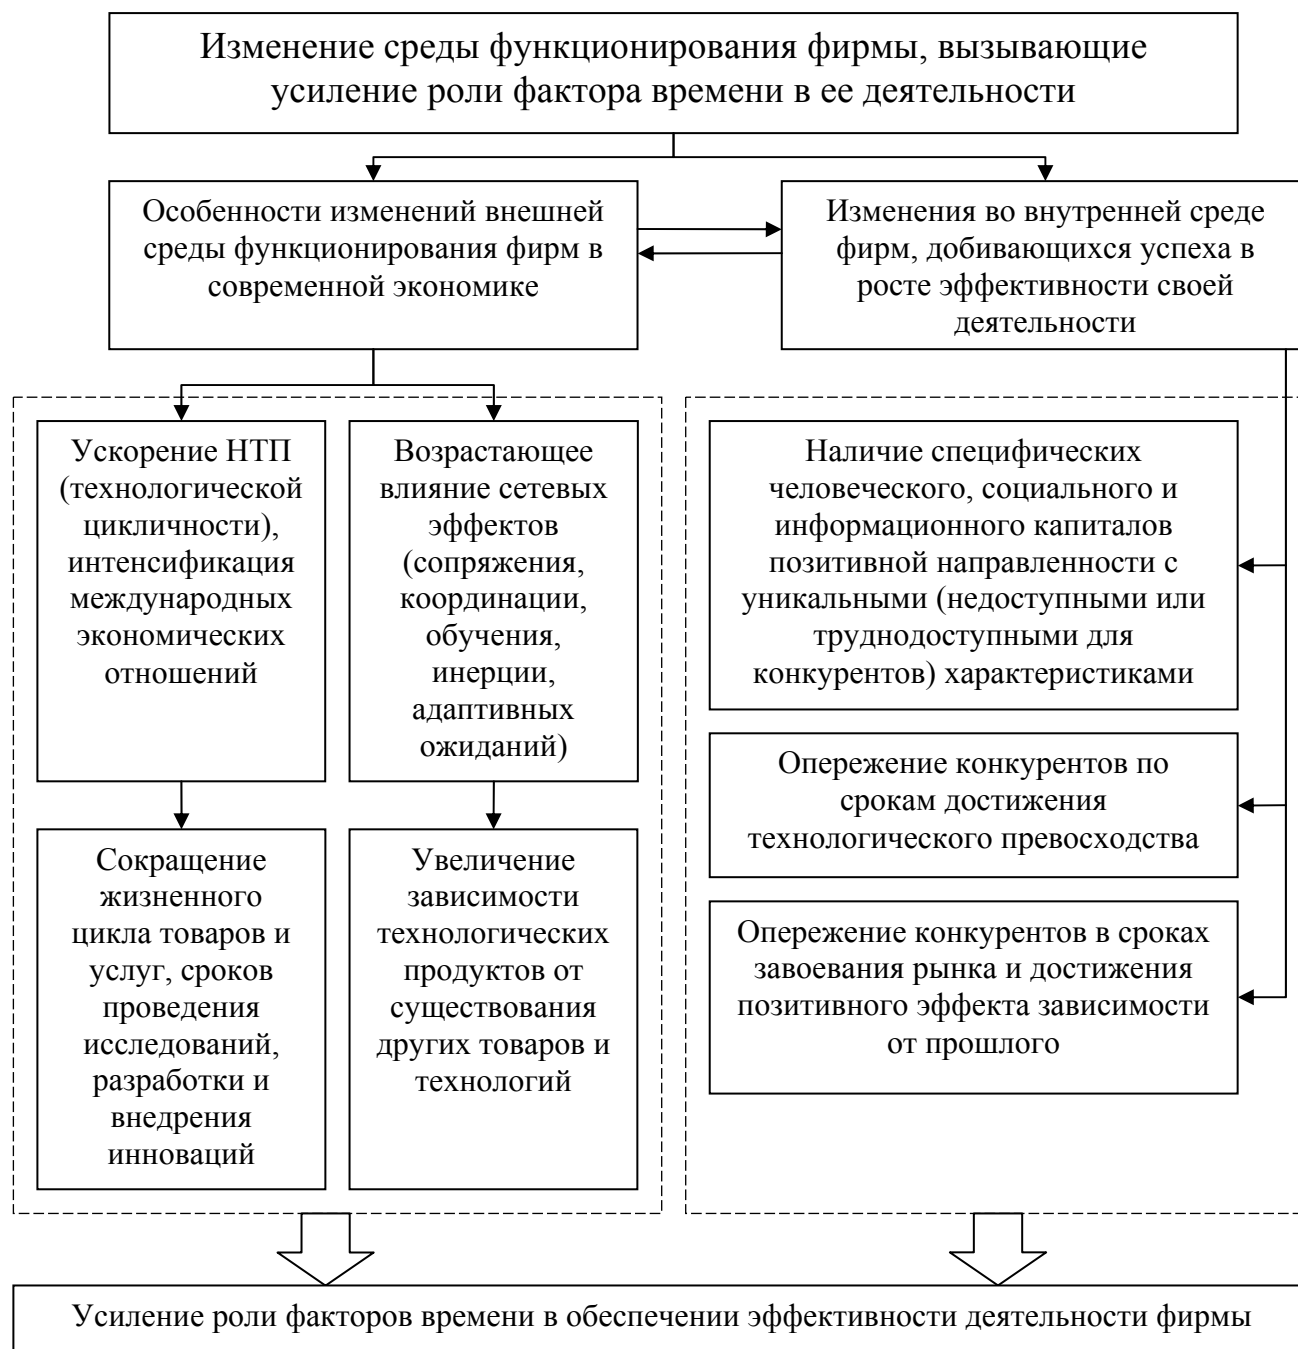 Изменение среды функционирования фирмы, вызывающие
усиление роли фактора времени в ее деятельности
Особенности изменений внешней
среды функционирования фирм в
современной экономике
Изменения во внутренней среде
фирм, добивающихся успеха в
росте эффективности своей
деятельности
Ускорение НТП
(технологической
цикличности),
интенсификация
международных
экономических
отношений
Возрастающее
влияние сетевых
эффектов
(сопряжения,
координации,
обучения,
инерции,
адаптивных
ожиданий)
Сокращение
жизненного
цикла товаров и
услуг, сроков
проведения
исследований,
разработки и
внедрения
инноваций
Увеличение
зависимости
технологических
продуктов от
существования
других товаров и
технологий
Наличие специфических
человеческого, социального и
информационного капиталов
позитивной направленности с
уникальными (недоступными или
труднодоступными для
конкурентов) характеристиками
Опережение конкурентов по
срокам достижения
технологического превосходства
Опережение конкурентов в сроках
завоевания рынка и достижения
позитивного эффекта зависимости
от прошлого
Усиление роли факторов времени в обеспечении эффективности деятельности фирмы